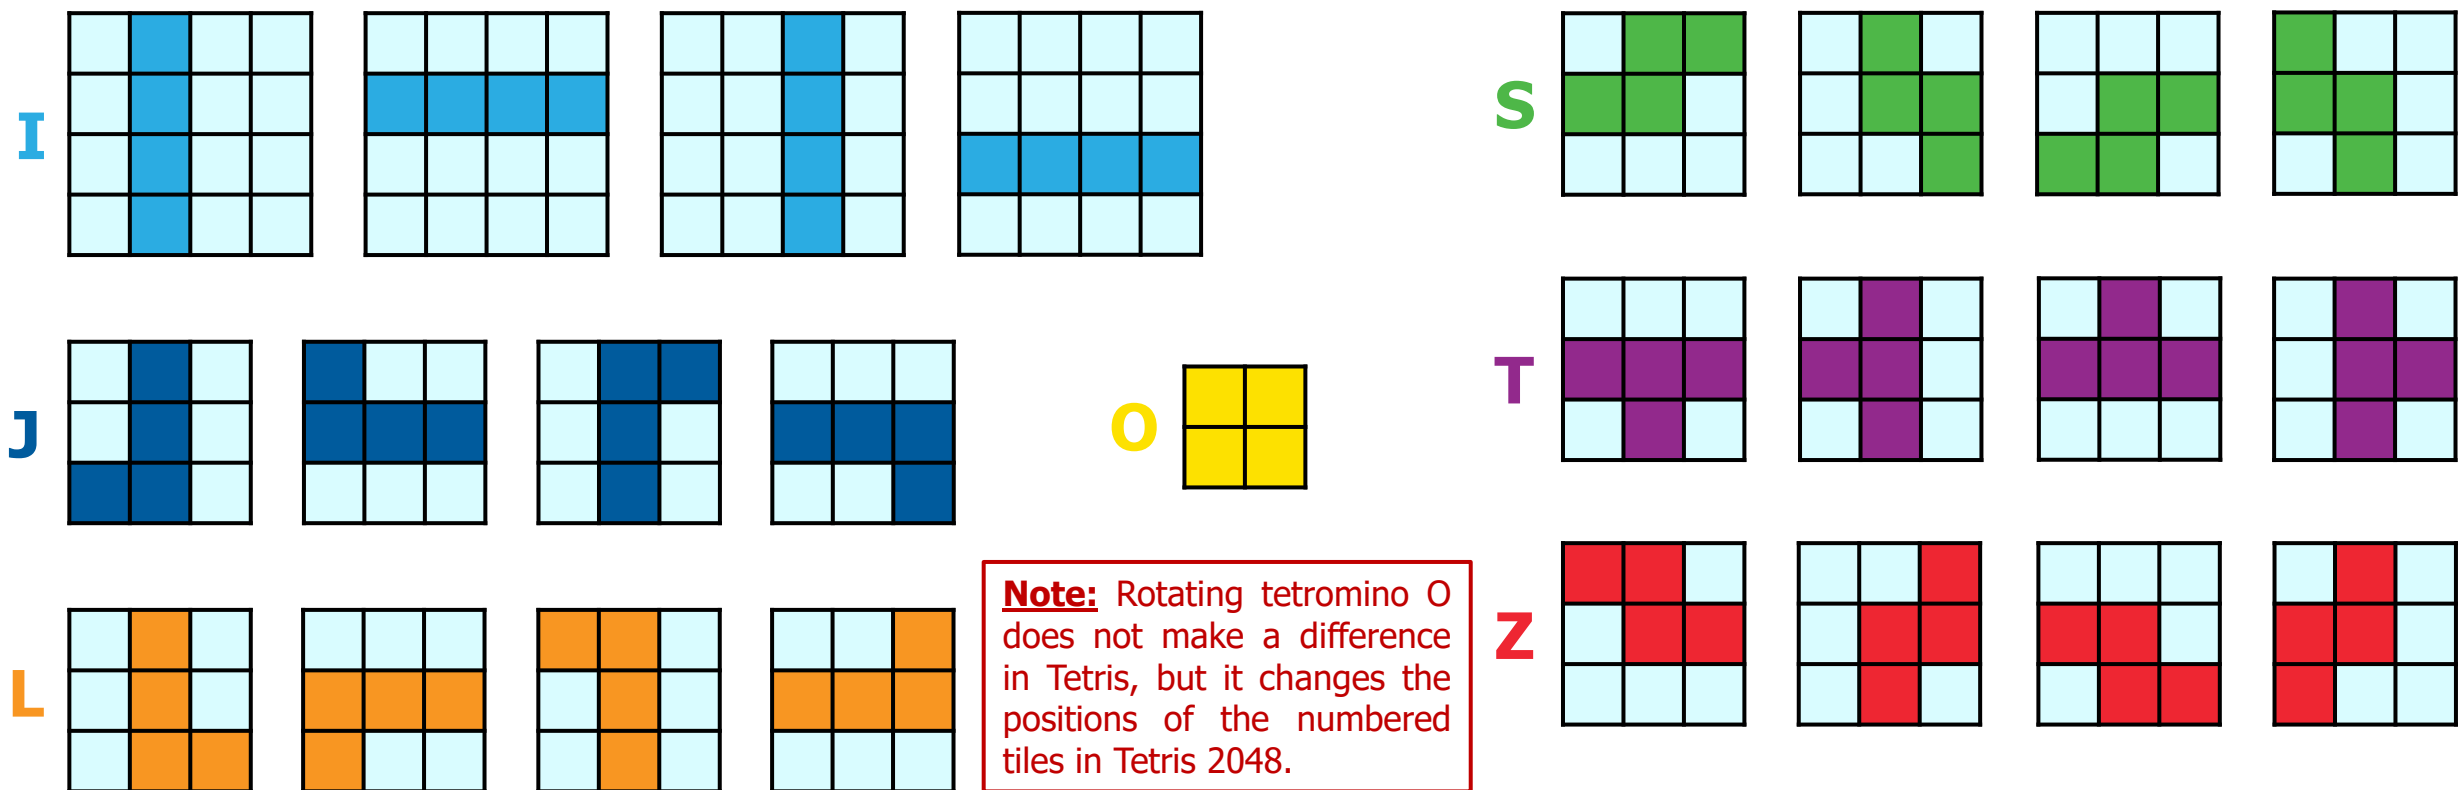 I
S
J
O
T
L
Note: Rotating tetromino O
does not make a difference
in Tetris, but it changes the
positions of the numbered
tiles in Tetris 2048.
Z